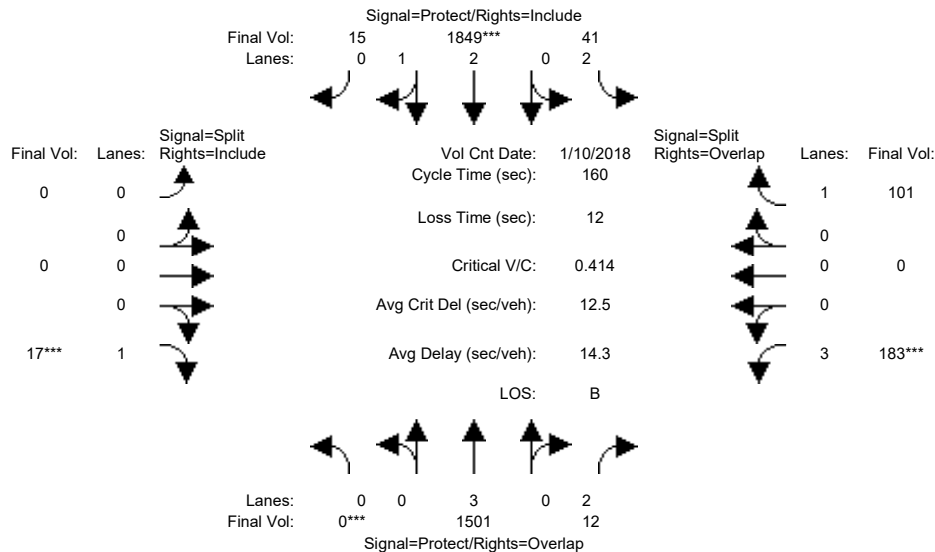 Signal=Protect/Rights=Include
Final Vol: 15 1849*** 41
Lanes: 0 1 2 0 2
Signal=Split
Final Vol: Lanes: Rights=Include
Vol Cnt Date: 1/10/2018
Signal=Split
Rights=Overlap Lanes: Final Vol:
Cycle Time (sec): 160
0 0
1 101
Loss Time (sec): 12
0
0
0 0
Critical V/C: 0.414
0 0
0
Avg Crit Del (sec/veh): 12.5
0
17*** 1
Avg Delay (sec/veh): 14.3
3 183***
LOS: B
Lanes: 0 0 3 0 2
Final Vol: 0*** 1501 12
Signal=Protect/Rights=Overlap